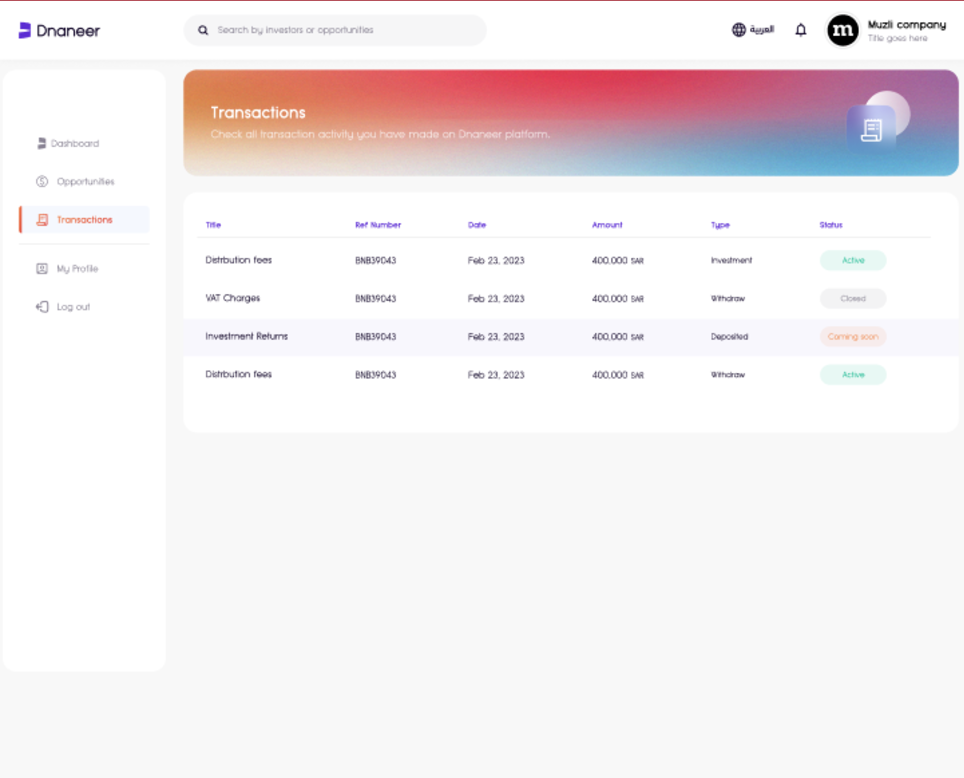 Dnaneer
Search by investors or opportunities
العربية
m
Muzli company
Title goes here
Dashboard
Opportunities
Transactions
My Profile
Log out
Transactions
Check all transaction activity you have made on Dnaneer platform.
Title Ref Number Date Amount Type Status
Distrbution fees BNB39043 Feb 23, 2023 400,000 SAR Investment Active
VAT Charges BNB39043 Feb 23, 2023 400,000 SAR Withdraw Closed
Investment Returns BNB39043 Feb 23, 2023 400,000 SAR Deposited Coming soon
Distrbution fees BNB39043 Feb 23, 2023 400,000 SAR Withdraw Active